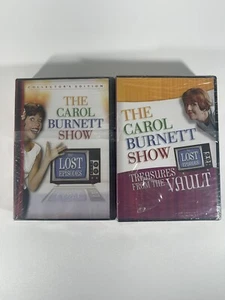 COLLECTOR'S EDITION
THE
CAROL
BURNETT
SHOW
LOST
EPISODES
THE
CAROL
BURNETT
SHOW
LOST
EPISODES
TREASURES
FROM THE VAULT